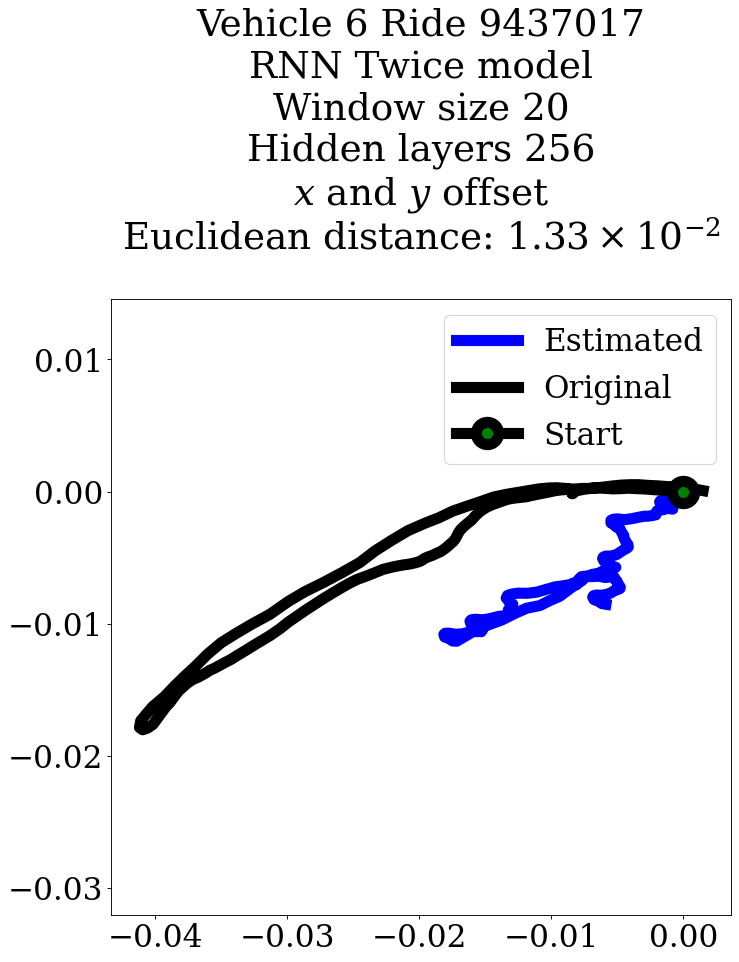 Vehicle 6 Ride 9437017
RNN Twice model
Window size 20
Hidden layers 256
x and y offset
Euclidean distance: 1.33 × 10⁻²
Estimated
Original
Start
0.01
0.00
−0.01
−0.02
−0.03
−0.04 −0.03 −0.02 −0.01 0.00